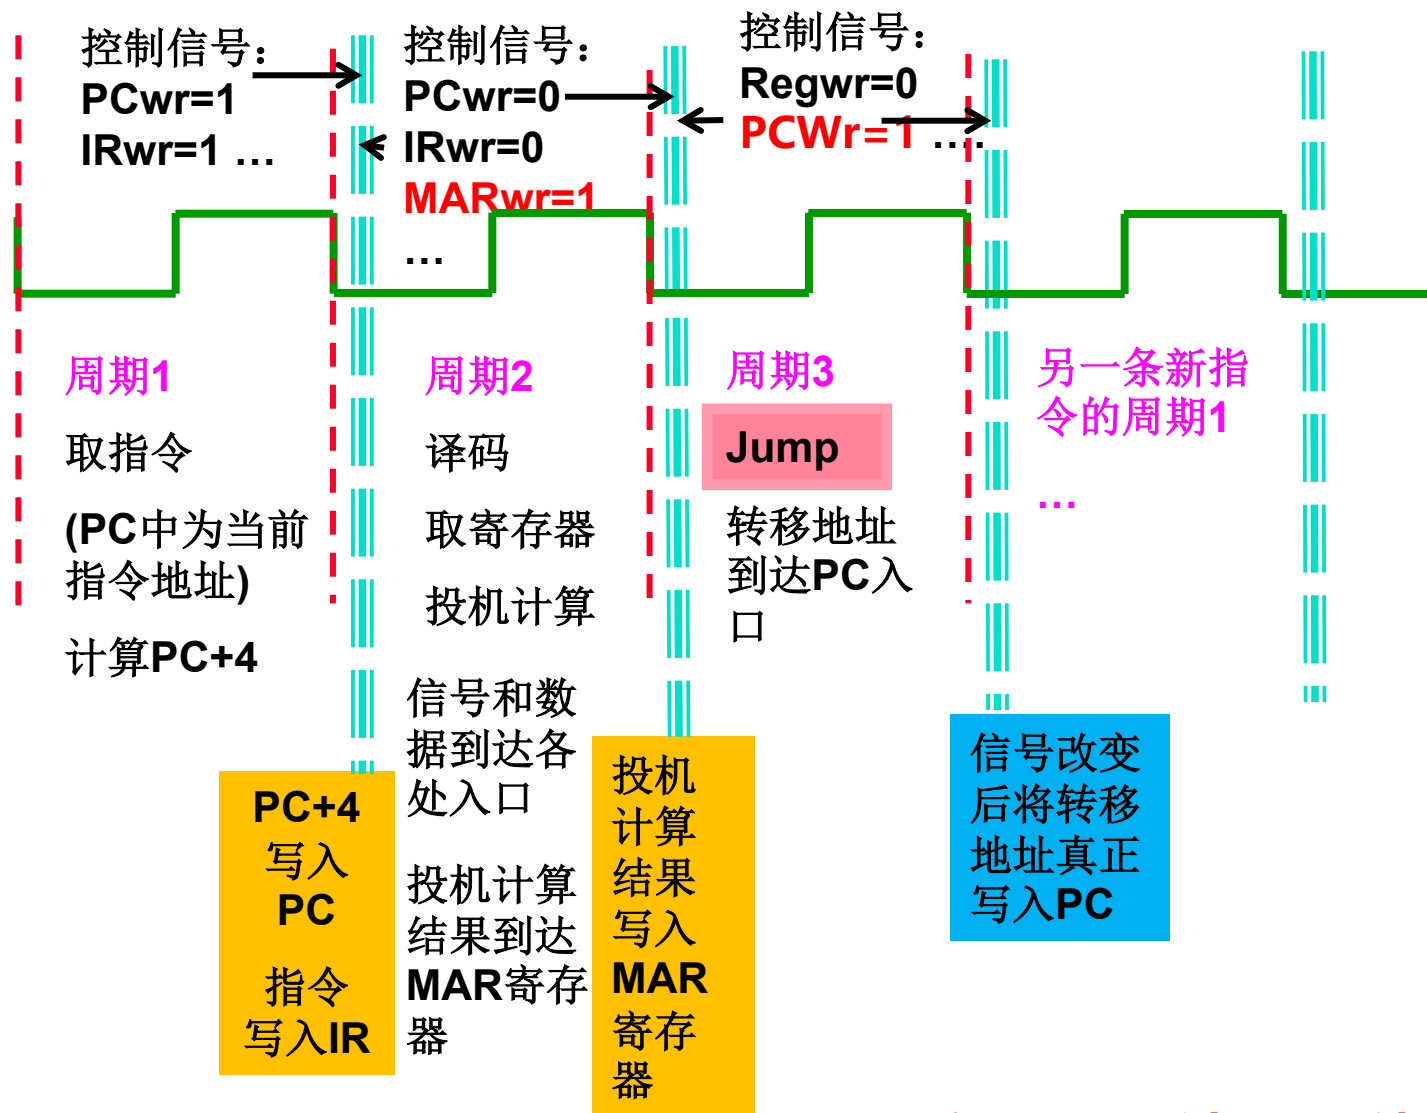 控制信号：
PCwr=1
IRwr=1 …
控制信号：
PCwr=0
IRwr=0
MARwr=1
…
控制信号：
Regwr=0
PCWr=1 ….
周期1
取指令
(PC中为当前
指令地址)
计算PC+4
周期2
译码
取寄存器
投机计算
信号和数
据到达各
处入口
投机计算
结果到达
MAR寄存
器
周期3
Jump
转移地址
到达PC入
口
另一条新指
令的周期1
…
PC+4
写入
PC
指令
写入IR
投机
计算
结果
写入
MAR
寄存
器
信号改变
后将转移
地址真正
写入PC